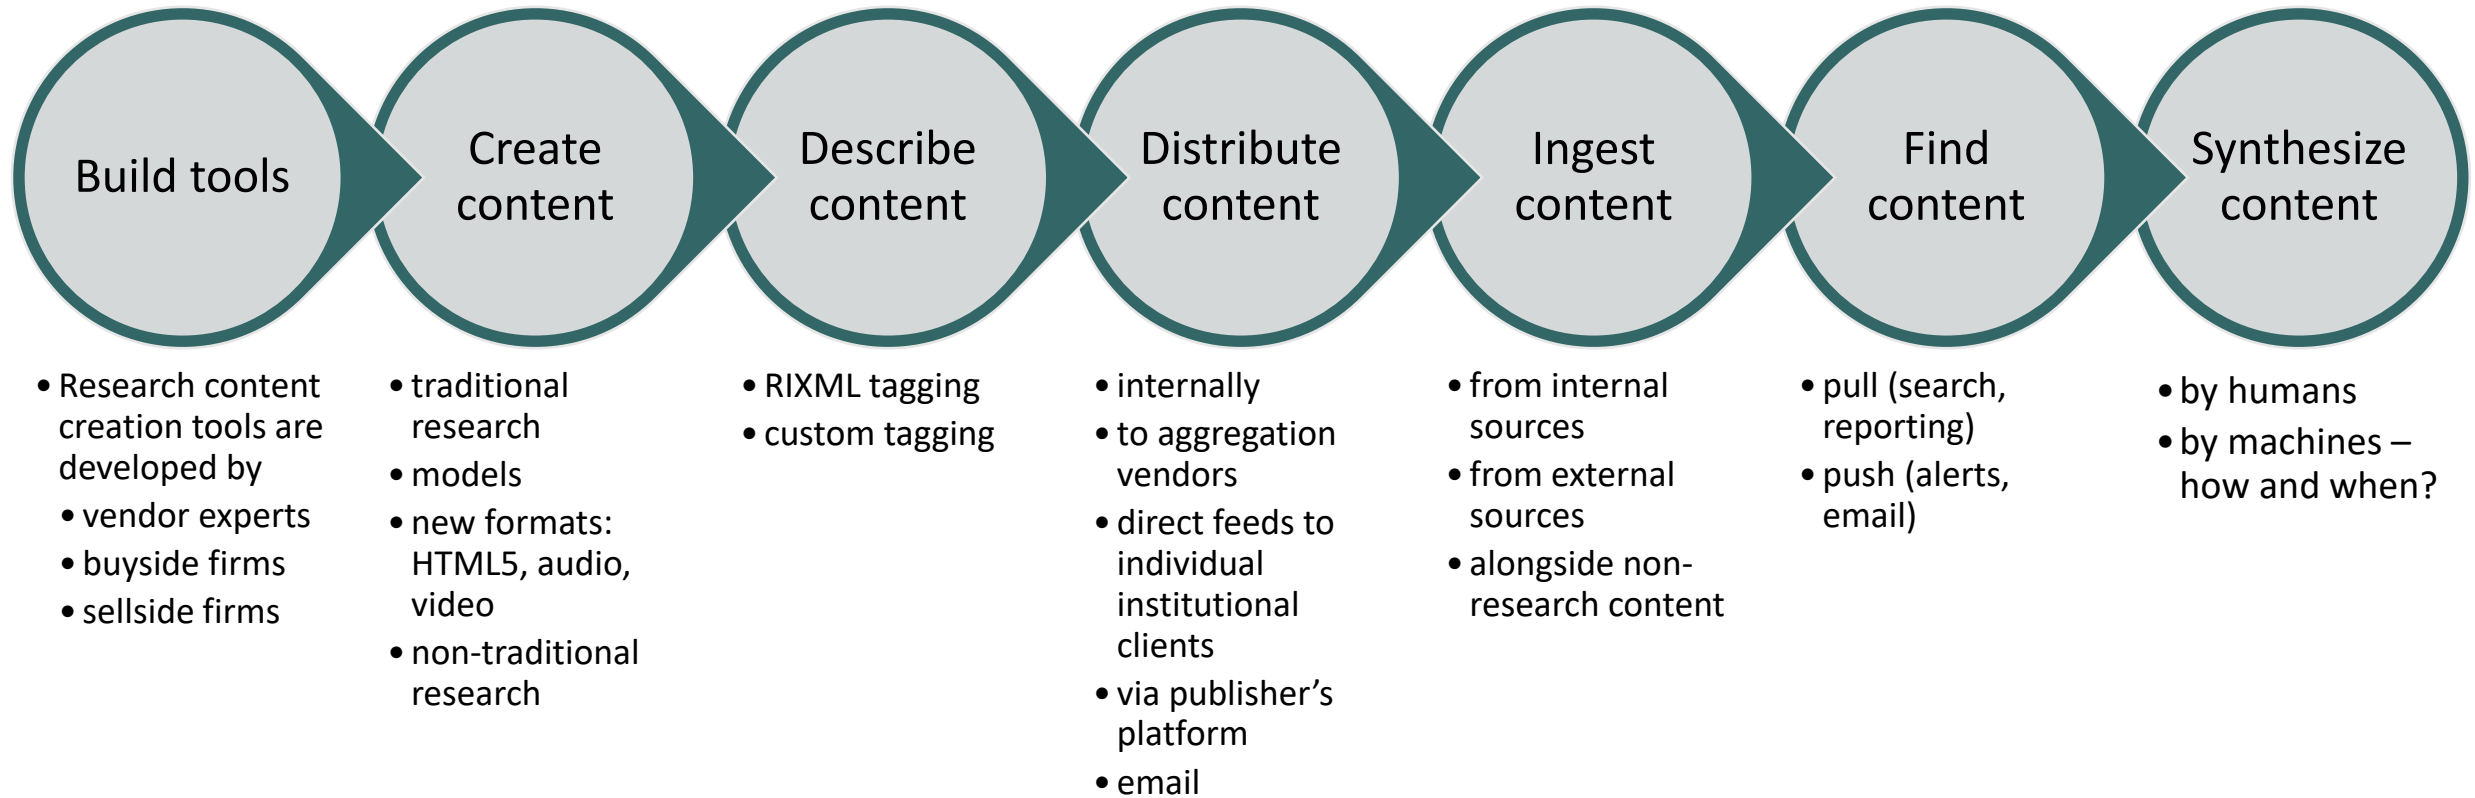 Build tools
Create
content
Describe
content
Distribute
content
Ingest
content
Find
content
Synthesize
content
• Research content
creation tools are
developed by
• vendor experts
• buyside firms
• sellside firms
• traditional
research
• models
• new formats:
HTML5, audio,
video
• non-traditional
research
• RIXML tagging
• custom tagging
• internally
• to aggregation
vendors
• direct feeds to
individual
institutional
clients
• via publisher’s
platform
• email
• from internal
sources
• from external
sources
• alongside non-
research content
• pull (search,
reporting)
• push (alerts,
email)
• by humans
• by machines –
how and when?